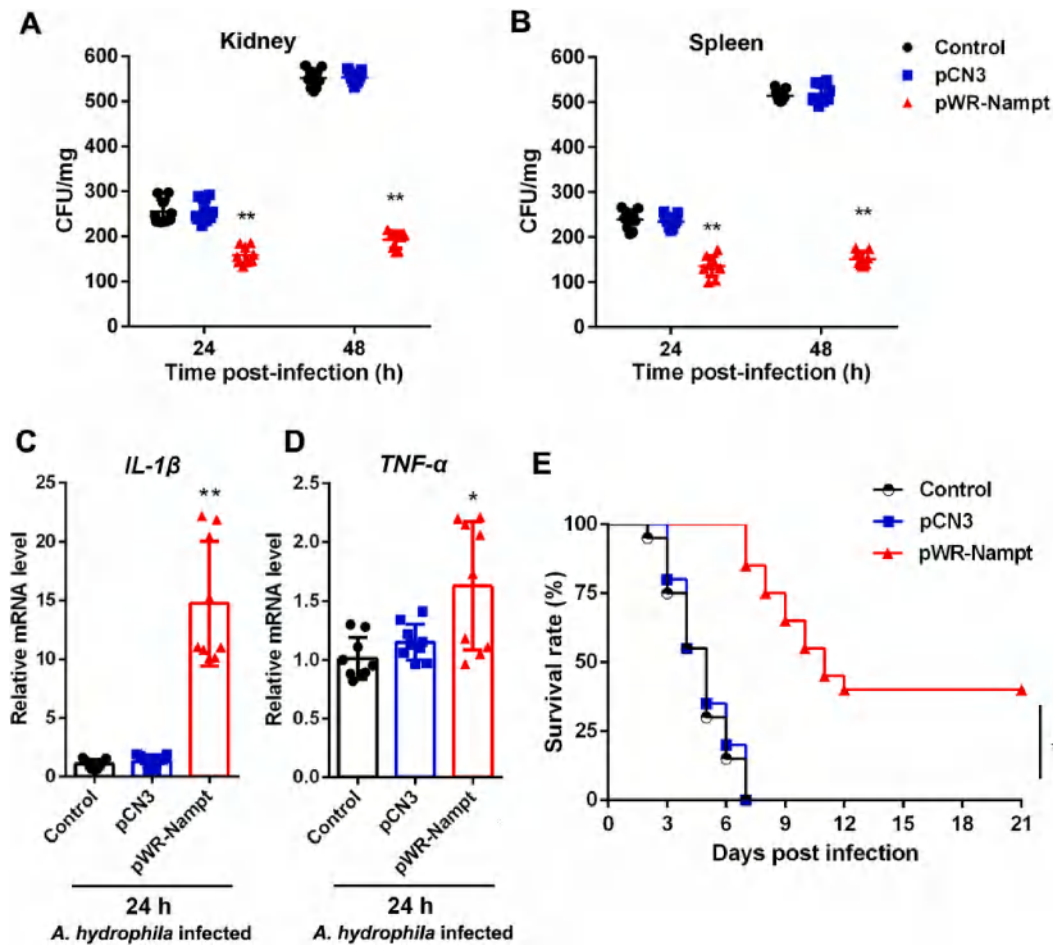 A
Kidney
CFU/mg
600
500
400
300
200
100
0
**
**
24
48
Time post-infection (h)
B
Spleen
CFU/mg
600
500
400
300
200
100
0
**
**
24
48
Time post-infection (h)
Control
pCN3
pWR-Nampt
C
IL-1β
Relative mRNA level
25
20
15
10
5
0
**
Control
pCN3
pWR-Nampt
24 h
A. hydrophila infected
D
TNF-α
Relative mRNA level
2.5
2.0
1.5
1.0
0.5
0.0
*
Control
pCN3
pWR-Nampt
24 h
A. hydrophila infected
E
Control
pCN3
pWR-Nampt
Survival rate (%)
100
75
50
25
0
0 3 6 9 12 15 18 21
Days post infection